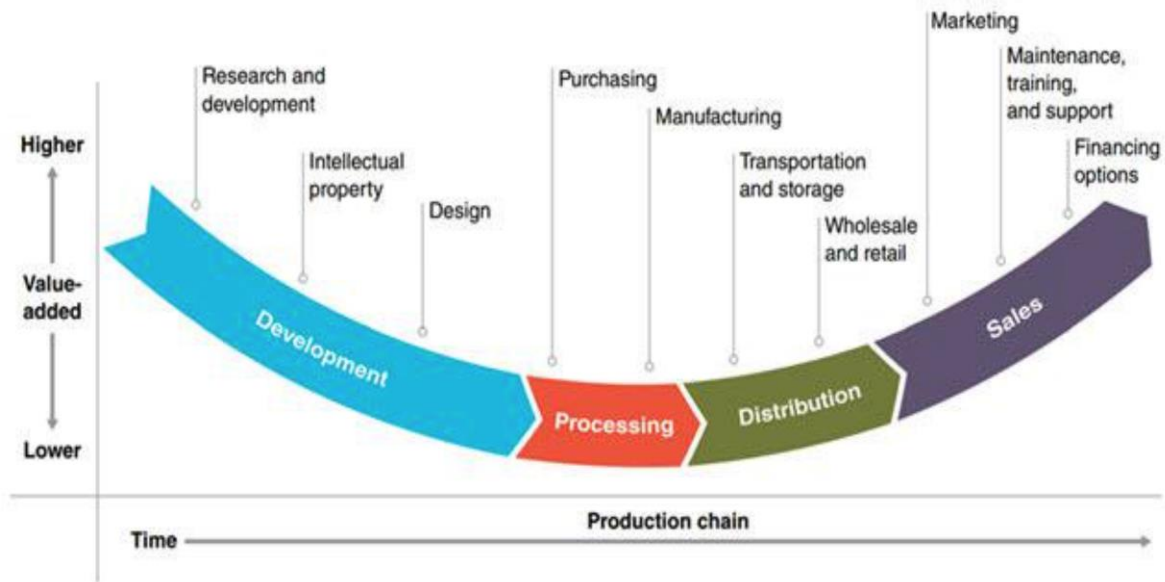 Marketing
Research and
development
Purchasing
Maintenance,
training,
and support
Manufacturing
Higher
Intellectual
property
Transportation
and storage
Financing
options
Design
Wholesale
and retail
Value-
added
Development
Processing
Distribution
Sales
Lower
Production chain
Time